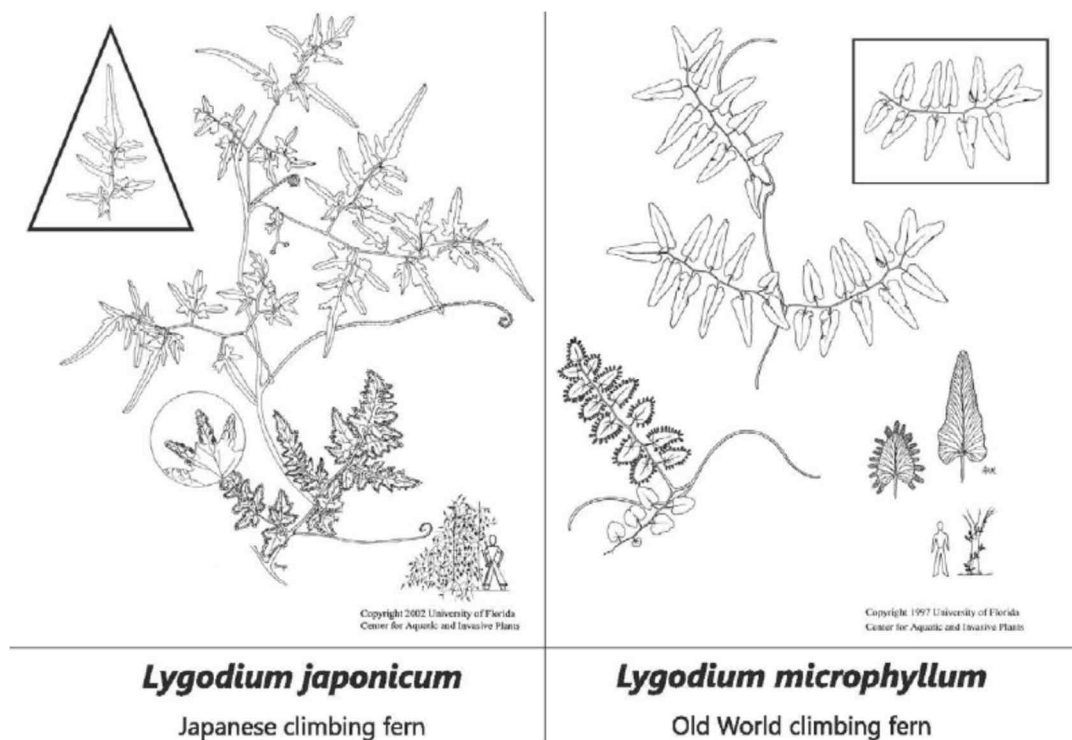 Copyright 2002 University of Florida
Center for Aquatic and Invasive Plants
Lygodium japonicum
Japanese climbing fern
Copyright 1997 University of Florida
Center for Aquatic and Invasive Plants
Lygodium microphyllum
Old World climbing fern